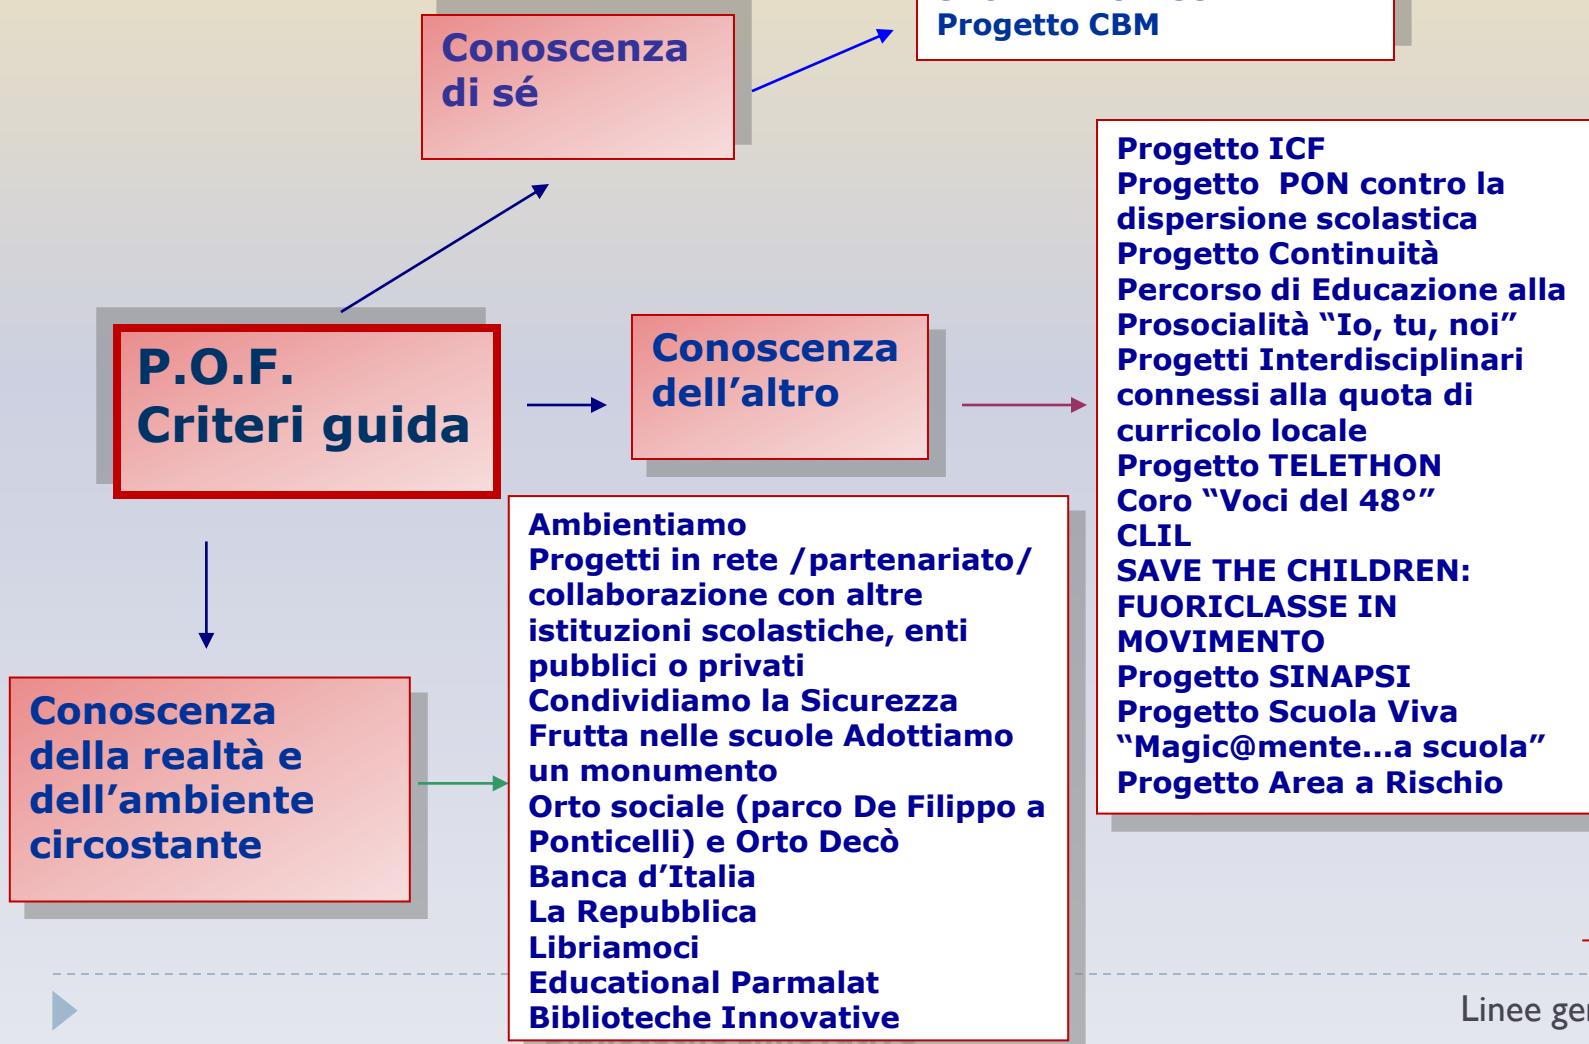 Progetto CBM
Conoscenza
di sé
Progetto ICF
Progetto  PON contro la
dispersione scolastica
Progetto Continuità
Percorso di Educazione alla
Prosocialità “Io, tu, noi”
Progetti Interdisciplinari
connessi alla quota di
curricolo locale
Progetto TELETHON
Coro “Voci del 48°”
CLIL
SAVE THE CHILDREN:
FUORICLASSE IN
MOVIMENTO
Progetto SINAPSI
Progetto Scuola Viva
“Magic@mente...a scuola”
Progetto Area a Rischio
P.O.F.
Criteri guida
Conoscenza
dell’altro
Ambientiamo
Progetti in rete /partenariato/
collaborazione con altre
istituzioni scolastiche, enti
pubblici o privati
Condividiamo la Sicurezza
Frutta nelle scuole Adottiamo
un monumento
Orto sociale (parco De Filippo a
Ponticelli) e Orto Decò
Banca d’Italia
La Repubblica
Libriamoci
Educational Parmalat
Biblioteche Innovative
Conoscenza
della realtà e
dell’ambiente
circostante
Linee